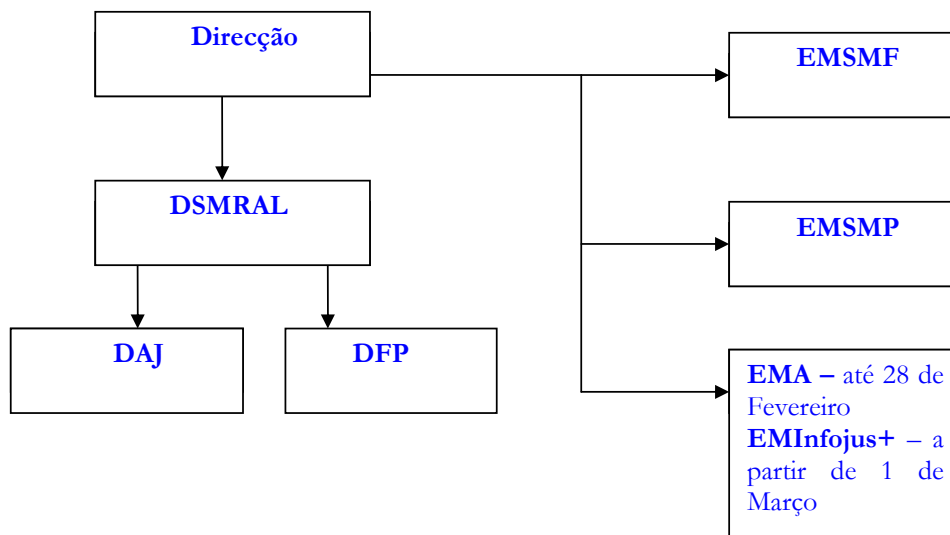 Direcção
EMSMF
DSMRAL
EMSMP
DAJ
DFP
EMA – até 28 de
Fevereiro
EMInfojus+ – a
partir de 1 de
Março